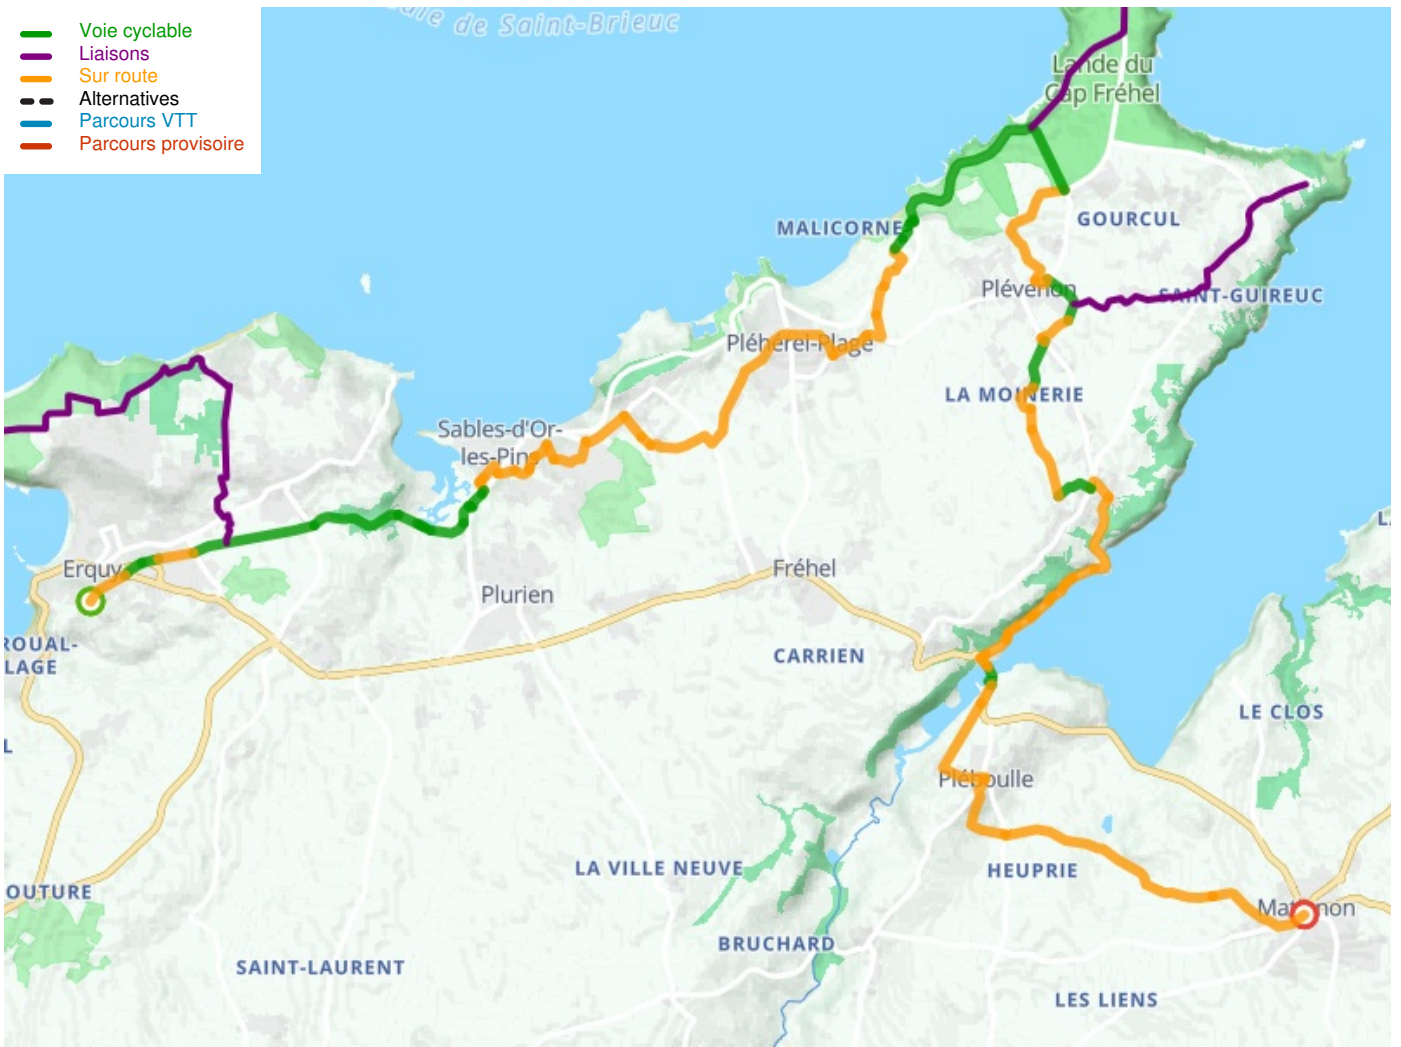 Voie cyclable
Liaisons
Sur route
Alternatives
Parcours VTT
Parcours provisoire
de Saint-Brieuc
Lande du
Cap Fréhel
MALICORNE
GOURCUL
Plévenon
SAINT-GUIREUC
Pléhérel-Plage
LA MOINERIE
Sables-d'Or-
les-Pins
Erquy
Fréhel
Plurien
ROUAL-
LAGE
CARRIEN
LE CLOS
L
Pléboulle
LA VILLE NEUVE
HEUPRIE
OUTURE
Matignon
BRUCHARD
SAINT-LAURENT
LES LIENS